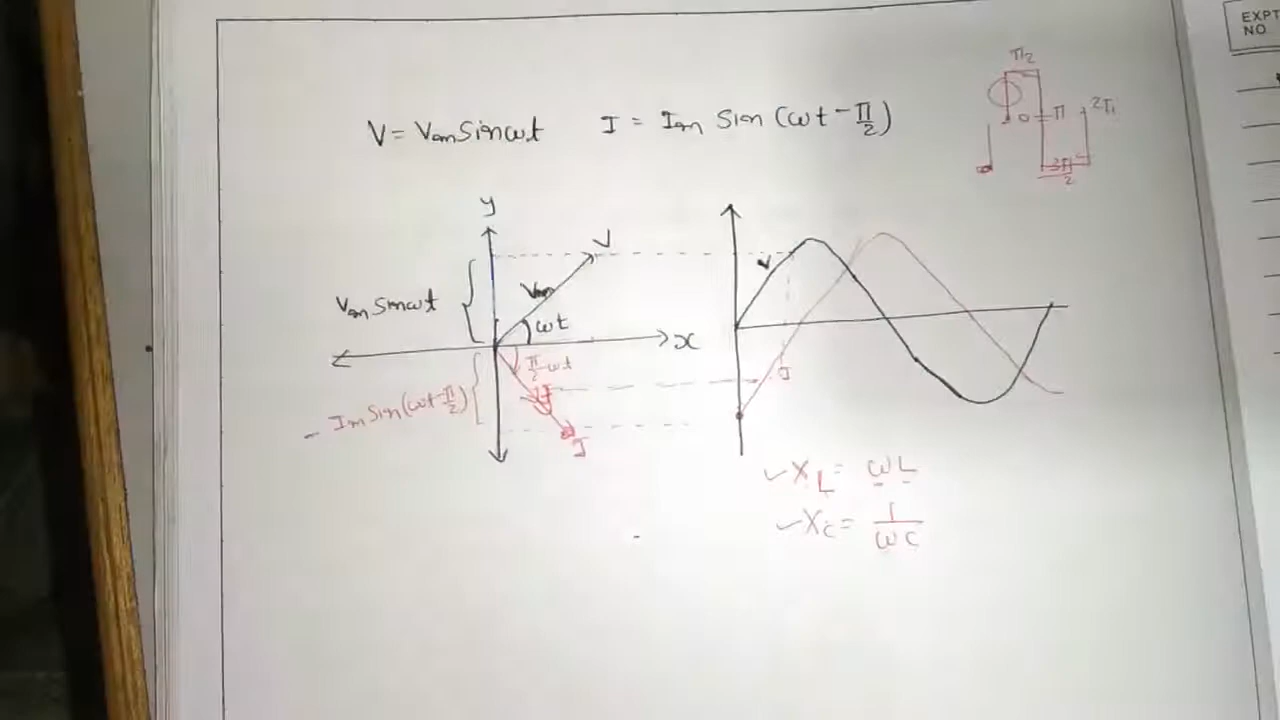 EXPT
NO.
π/2
0 π 2π
3π/2
V = Vm Sinωt I = Im Sin (ωt - π/2)
y
V
Vm
Vm Sinωt
ωt
x
π/2 - ωt
- Im Sin(ωt - π/2)
I
V
I
✓ XL = ωL
✓ Xc = 1/ωC